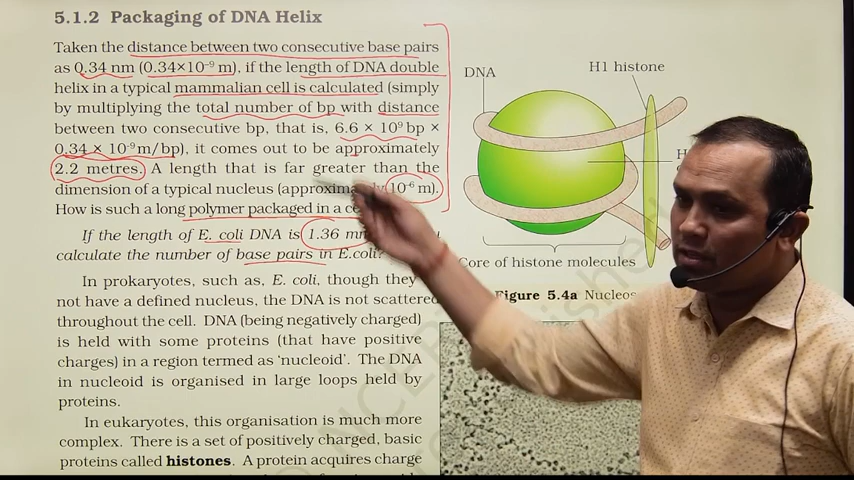 5.1.2 Packaging of DNA Helix
Taken the distance between two consecutive base pairs
as 0.34 nm (0.34×10⁻⁹ m), if the length of DNA double
helix in a typical mammalian cell is calculated (simply
by multiplying the total number of bp with distance
between two consecutive bp, that is, 6.6 × 10⁹ bp ×
0.34 × 10⁻⁹m/bp), it comes out to be approximately
2.2 metres. A length that is far greater than the
dimension of a typical nucleus (approximately 10⁻⁶ m).
How is such a long polymer packaged in a
If the length of E. coli DNA is 1.36
calculate the number of base pairs in E.coli?
In prokaryotes, such as, E. coli, though they
not have a defined nucleus, the DNA is not scattered
throughout the cell. DNA (being negatively charged)
is held with some proteins (that have positive
charges) in a region termed as ‘nucleoid’. The DNA
in nucleoid is organised in large loops held by
proteins.
In eukaryotes, this organisation is much more
complex. There is a set of positively charged, basic
proteins called histones. A protein acquires charge
DNA
H1 histone
H
Core of histone molecules
Figure 5.4a Nucleos